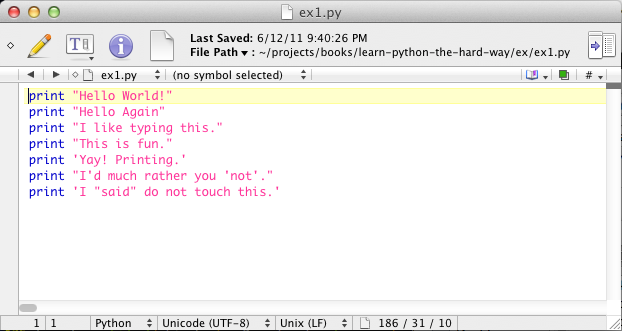 ex1.py
Last Saved: 6/12/11 9:40:26 PM
File Path ▾ : ~/projects/books/learn-python-the-hard-way/ex/ex1.py
ex1.py (no symbol selected) #
print "Hello World!"
print "Hello Again"
print "I like typing this."
print "This is fun."
print 'Yay! Printing.'
print "I'd much rather you 'not'."
print 'I "said" do not touch this.'
1 1 Python Unicode (UTF-8) Unix (LF) 186 / 31 / 10